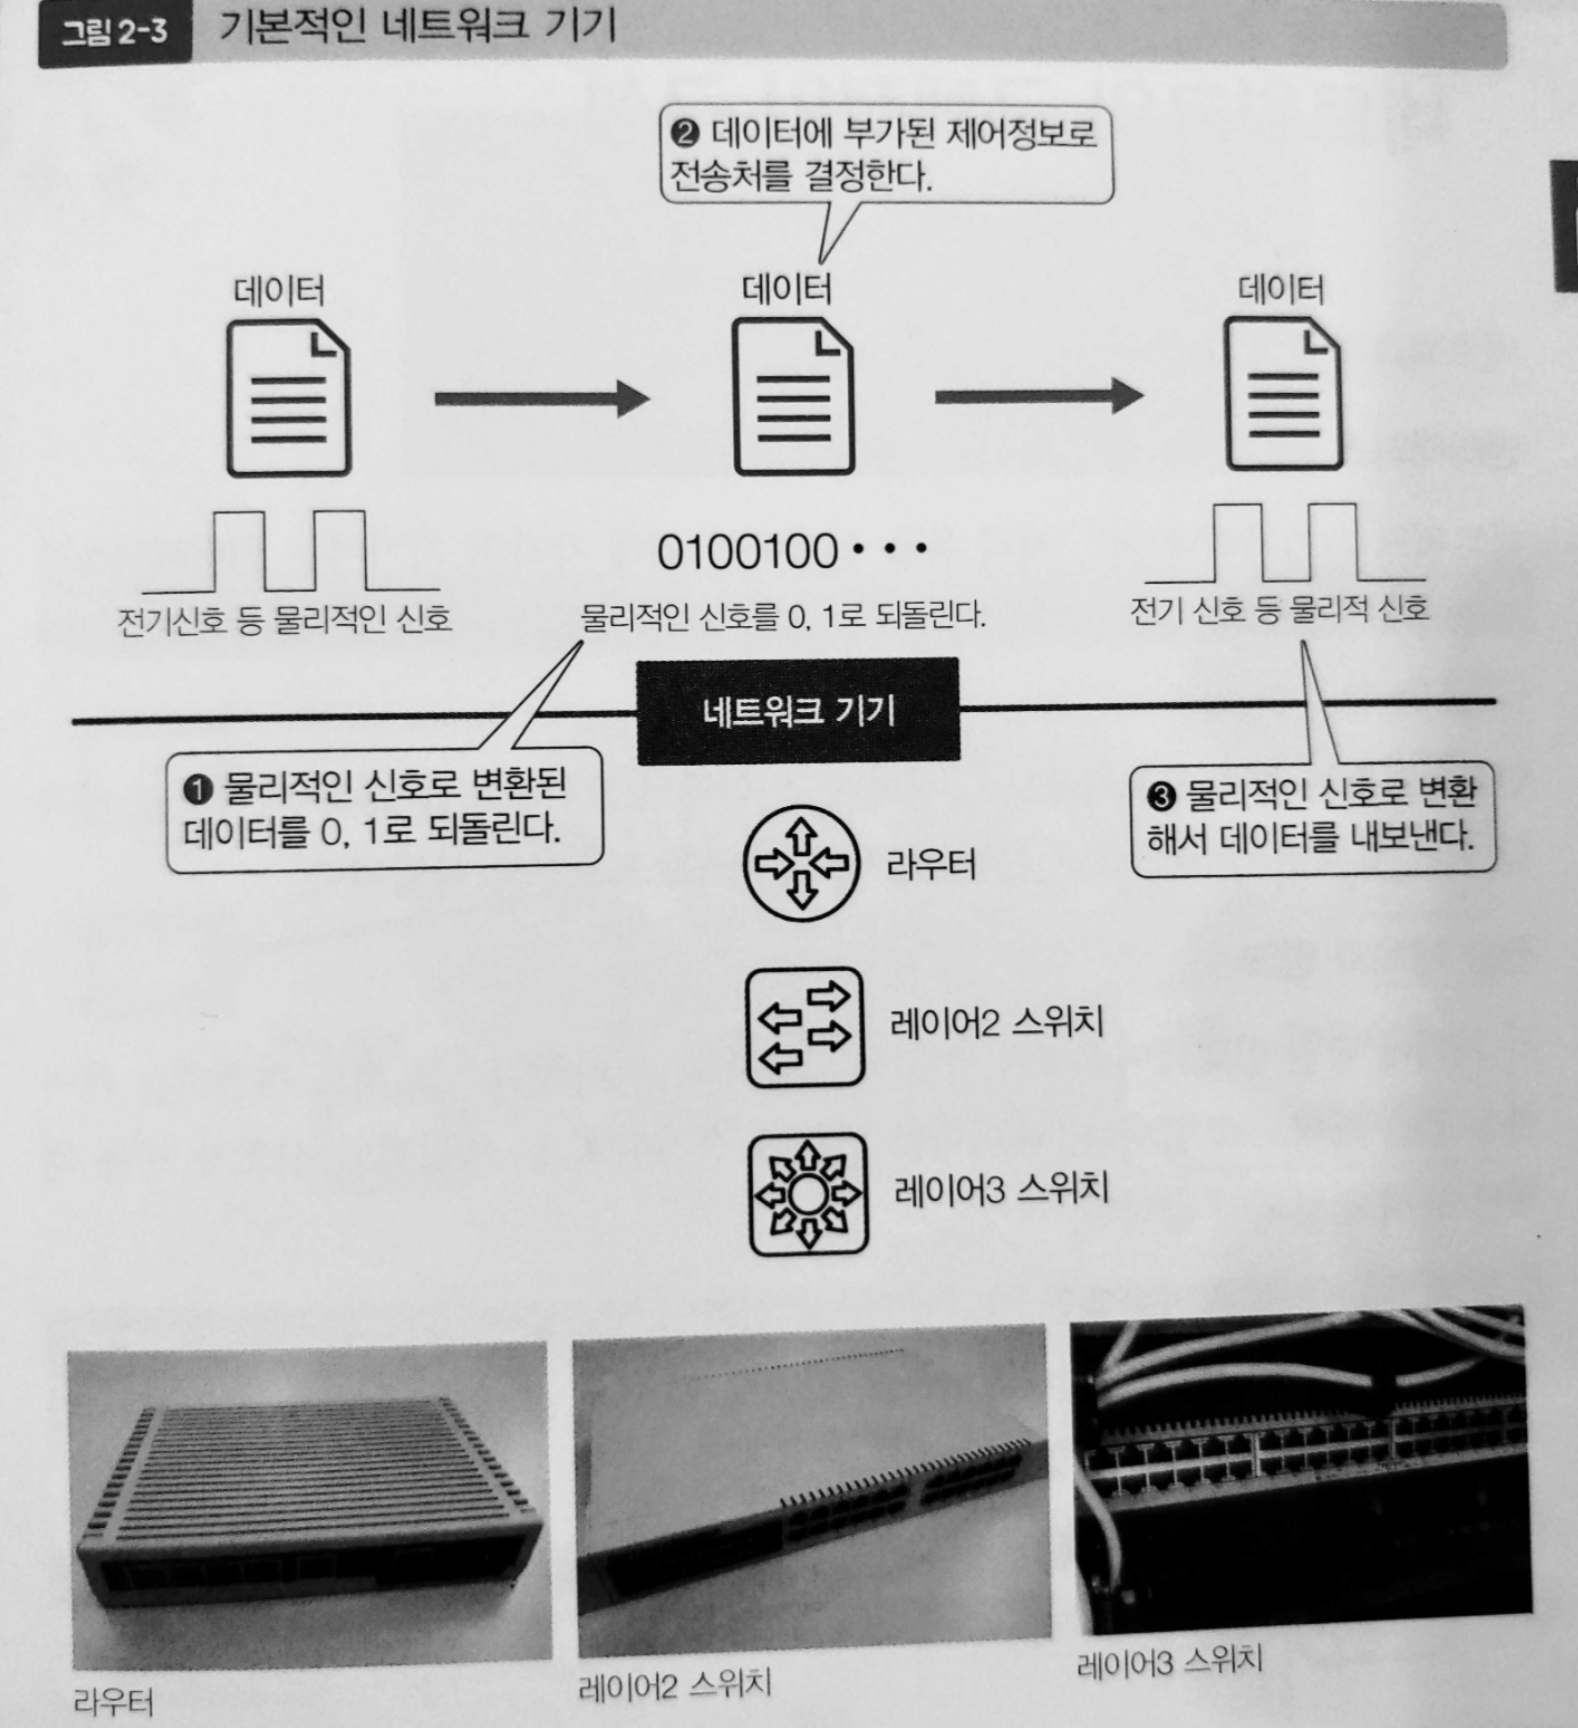 그림 2-3 기본적인 네트워크 기기
❷ 데이터에 부가된 제어정보로
전송처를 결정한다.
데이터
데이터
데이터
0100100・・・
전기신호 등 물리적인 신호
물리적인 신호를 0, 1로 되돌린다.
전기 신호 등 물리적 신호
네트워크 기기
❶ 물리적인 신호로 변환된
데이터를 0, 1로 되돌린다.
❸ 물리적인 신호로 변환
해서 데이터를 내보낸다.
라우터
레이어2 스위치
레이어3 스위치
라우터
레이어2 스위치
레이어3 스위치